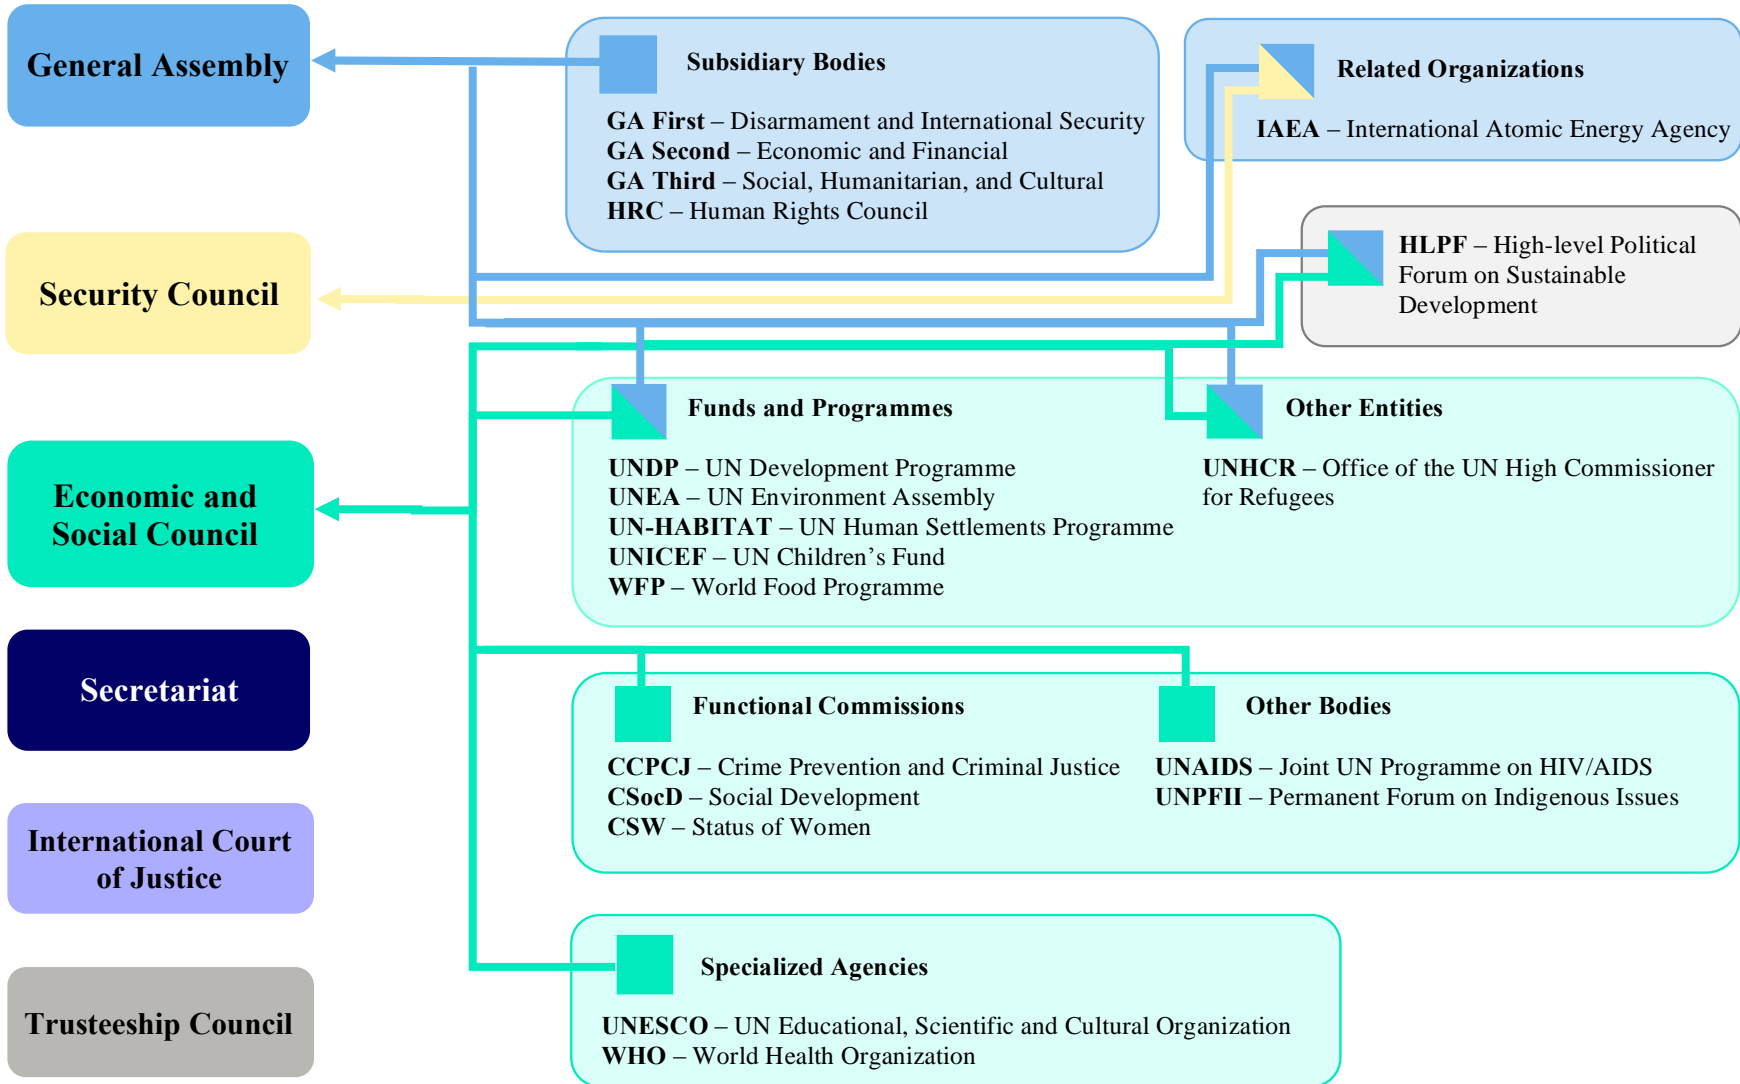 General Assembly
Security Council
Economic and
Social Council
Secretariat
International Court
of Justice
Trusteeship Council
Subsidiary Bodies
GA First – Disarmament and International Security
GA Second – Economic and Financial
GA Third – Social, Humanitarian, and Cultural
HRC – Human Rights Council
Related Organizations
IAEA – International Atomic Energy Agency
HLPF – High-level Political
Forum on Sustainable
Development
Funds and Programmes
UNDP – UN Development Programme
UNEA – UN Environment Assembly
UN-HABITAT – UN Human Settlements Programme
UNICEF – UN Children’s Fund
WFP – World Food Programme
Other Entities
UNHCR – Office of the UN High Commissioner
for Refugees
Functional Commissions
CCPCJ – Crime Prevention and Criminal Justice
CSocD – Social Development
CSW – Status of Women
Other Bodies
UNAIDS – Joint UN Programme on HIV/AIDS
UNPFII – Permanent Forum on Indigenous Issues
Specialized Agencies
UNESCO – UN Educational, Scientific and Cultural Organization
WHO – World Health Organization